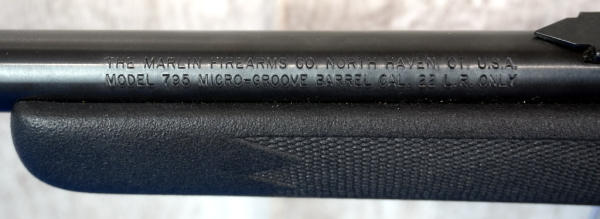 THE MARLIN FIREARMS CO. NORTH HAVEN, CT. U.S.A.
MODEL 795 MICRO-GROOVE BARREL CAL. 22 L.R. ONLY